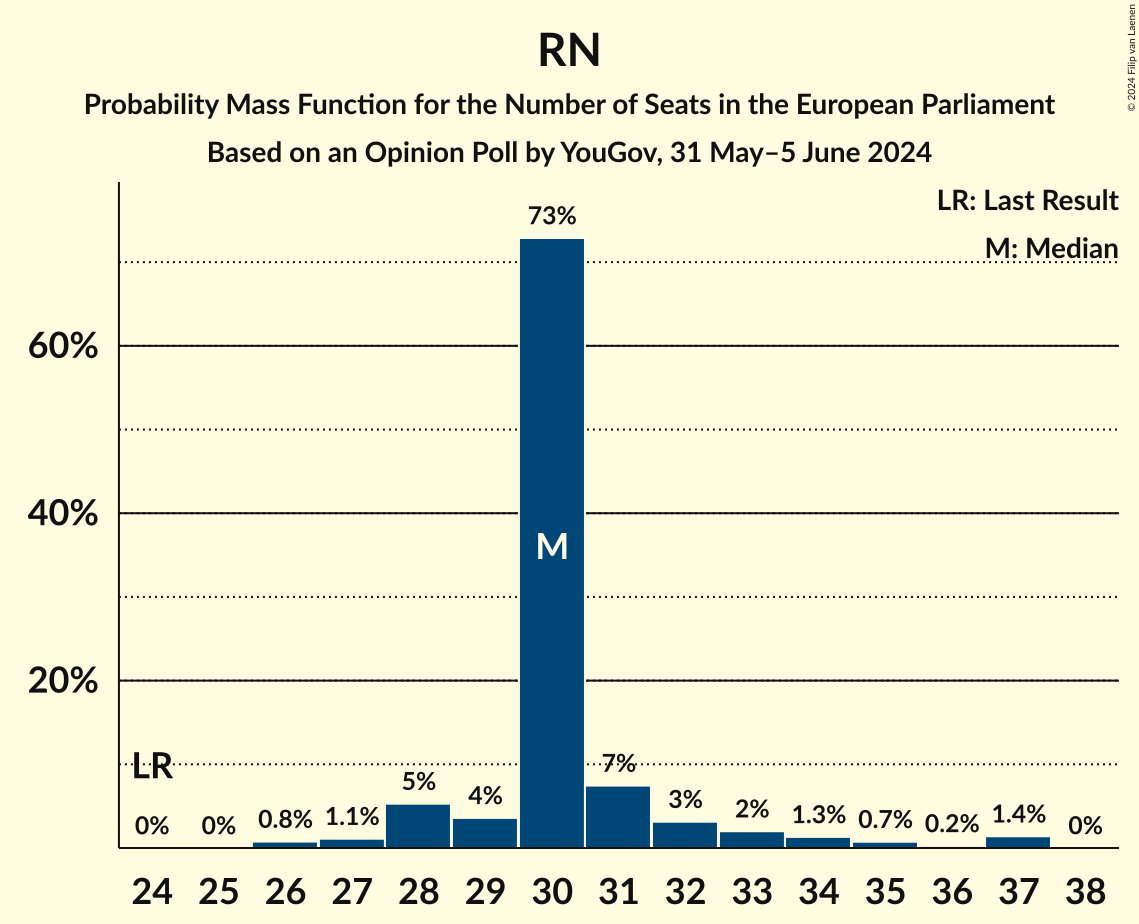 RN
Probability Mass Function for the Number of Seats in the European Parliament
Based on an Opinion Poll by YouGov, 31 May–5 June 2024
© 2024 Filip van Laenen
LR: Last Result
M: Median
73%
60%
40%
M
20%
LR
0%
0%
0.8%
1.1%
5%
4%
7%
3%
2%
1.3%
0.7%
0.2%
1.4%
0%
24 25 26 27 28 29 30 31 32 33 34 35 36 37 38